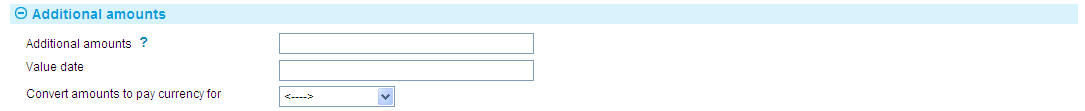 Additional amounts
Additional amounts ?
Value date
Convert amounts to pay currency for <---->